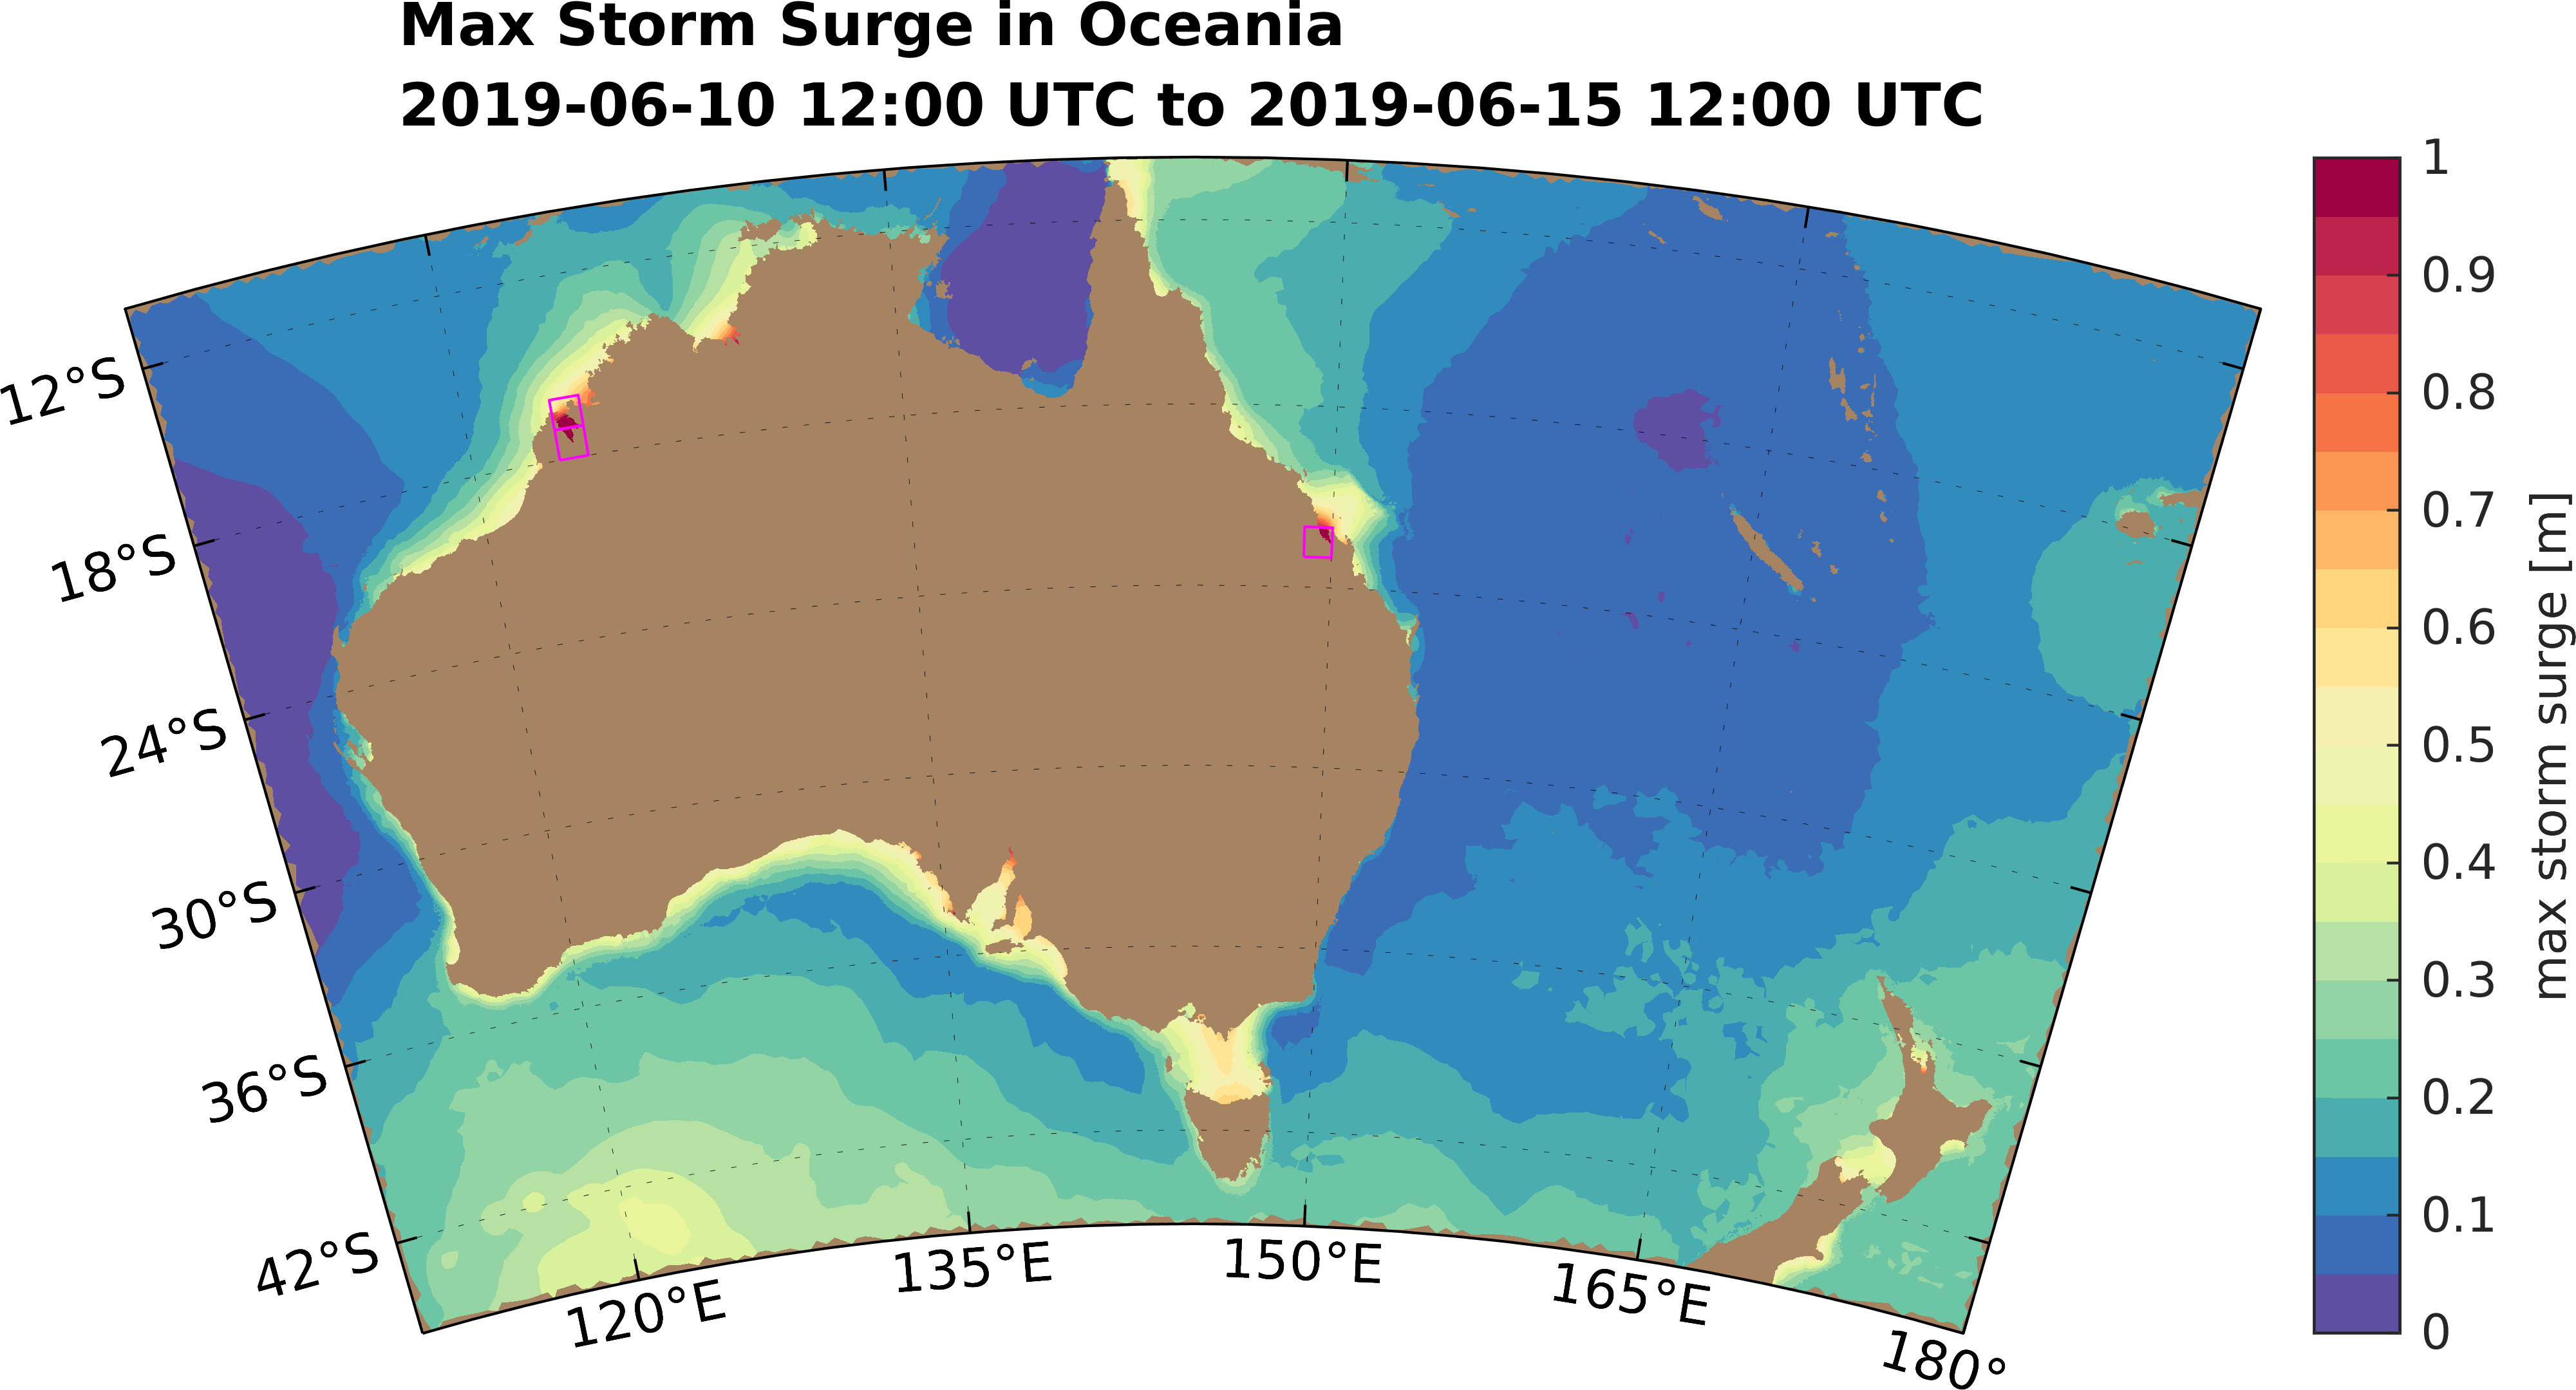 Max Storm Surge in Oceania
2019-06-10 12:00 UTC to 2019-06-15 12:00 UTC
12°S
18°S
24°S
30°S
36°S
42°S
120°E
135°E
150°E
165°E
180°
1
0.9
0.8
0.7
0.6
0.5
0.4
0.3
0.2
0.1
0
max storm surge [m]